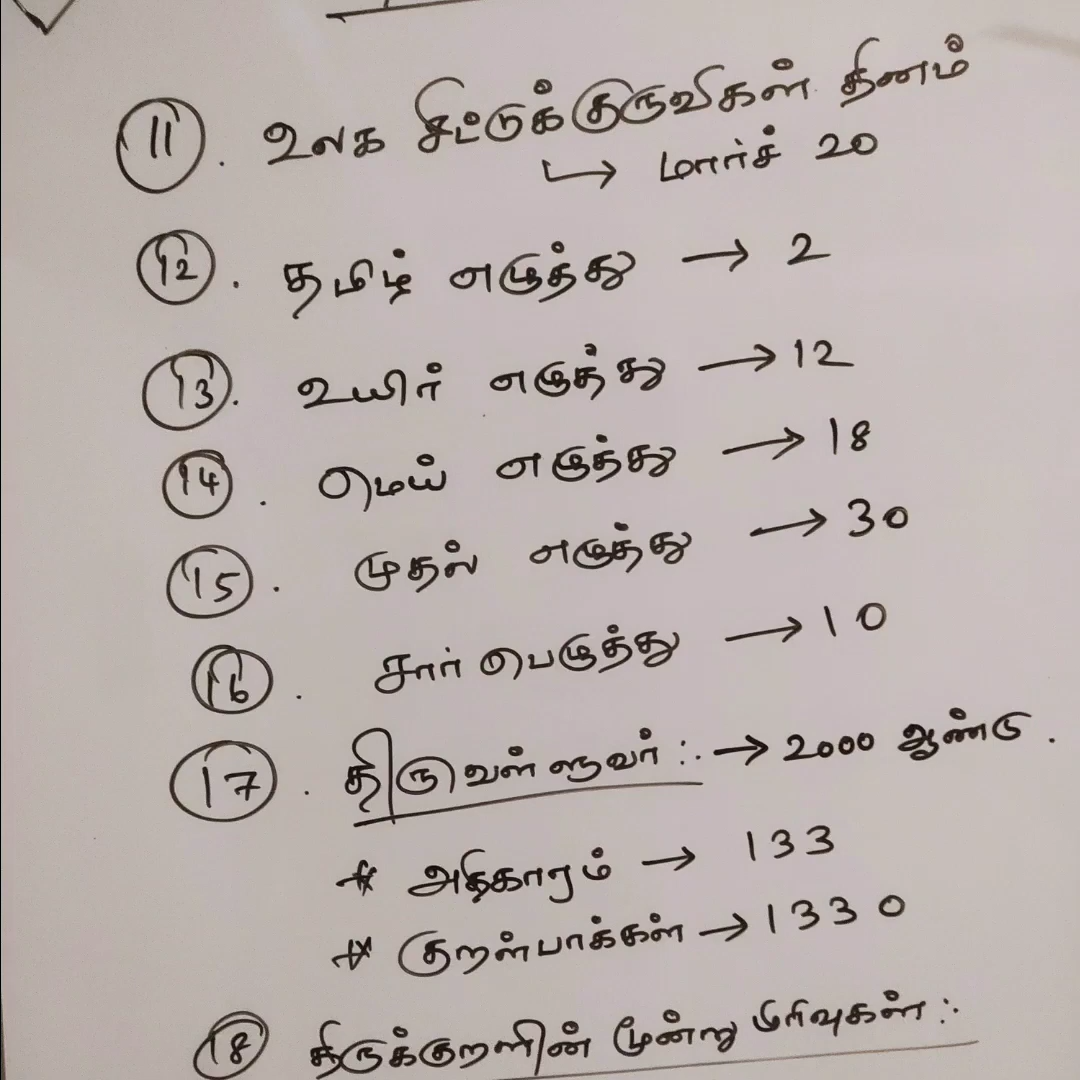 11. உலக சிட்டுக்குருவிகள் தினம்
↳ மார்ச் 20
12. தமிழ் எழுத்து → 2
13. உயிர் எழுத்து → 12
14. மெய் எழுத்து → 18
15. முதல் எழுத்து → 30
16. சார்பெழுத்து → 10
17. திருவள்ளுவர் :. → 2000 ஆண்டு.
* அதிகாரம் → 133
* குறள்பாக்கள் → 1330
18 திருக்குறளின் மூன்று பிரிவுகள் :.